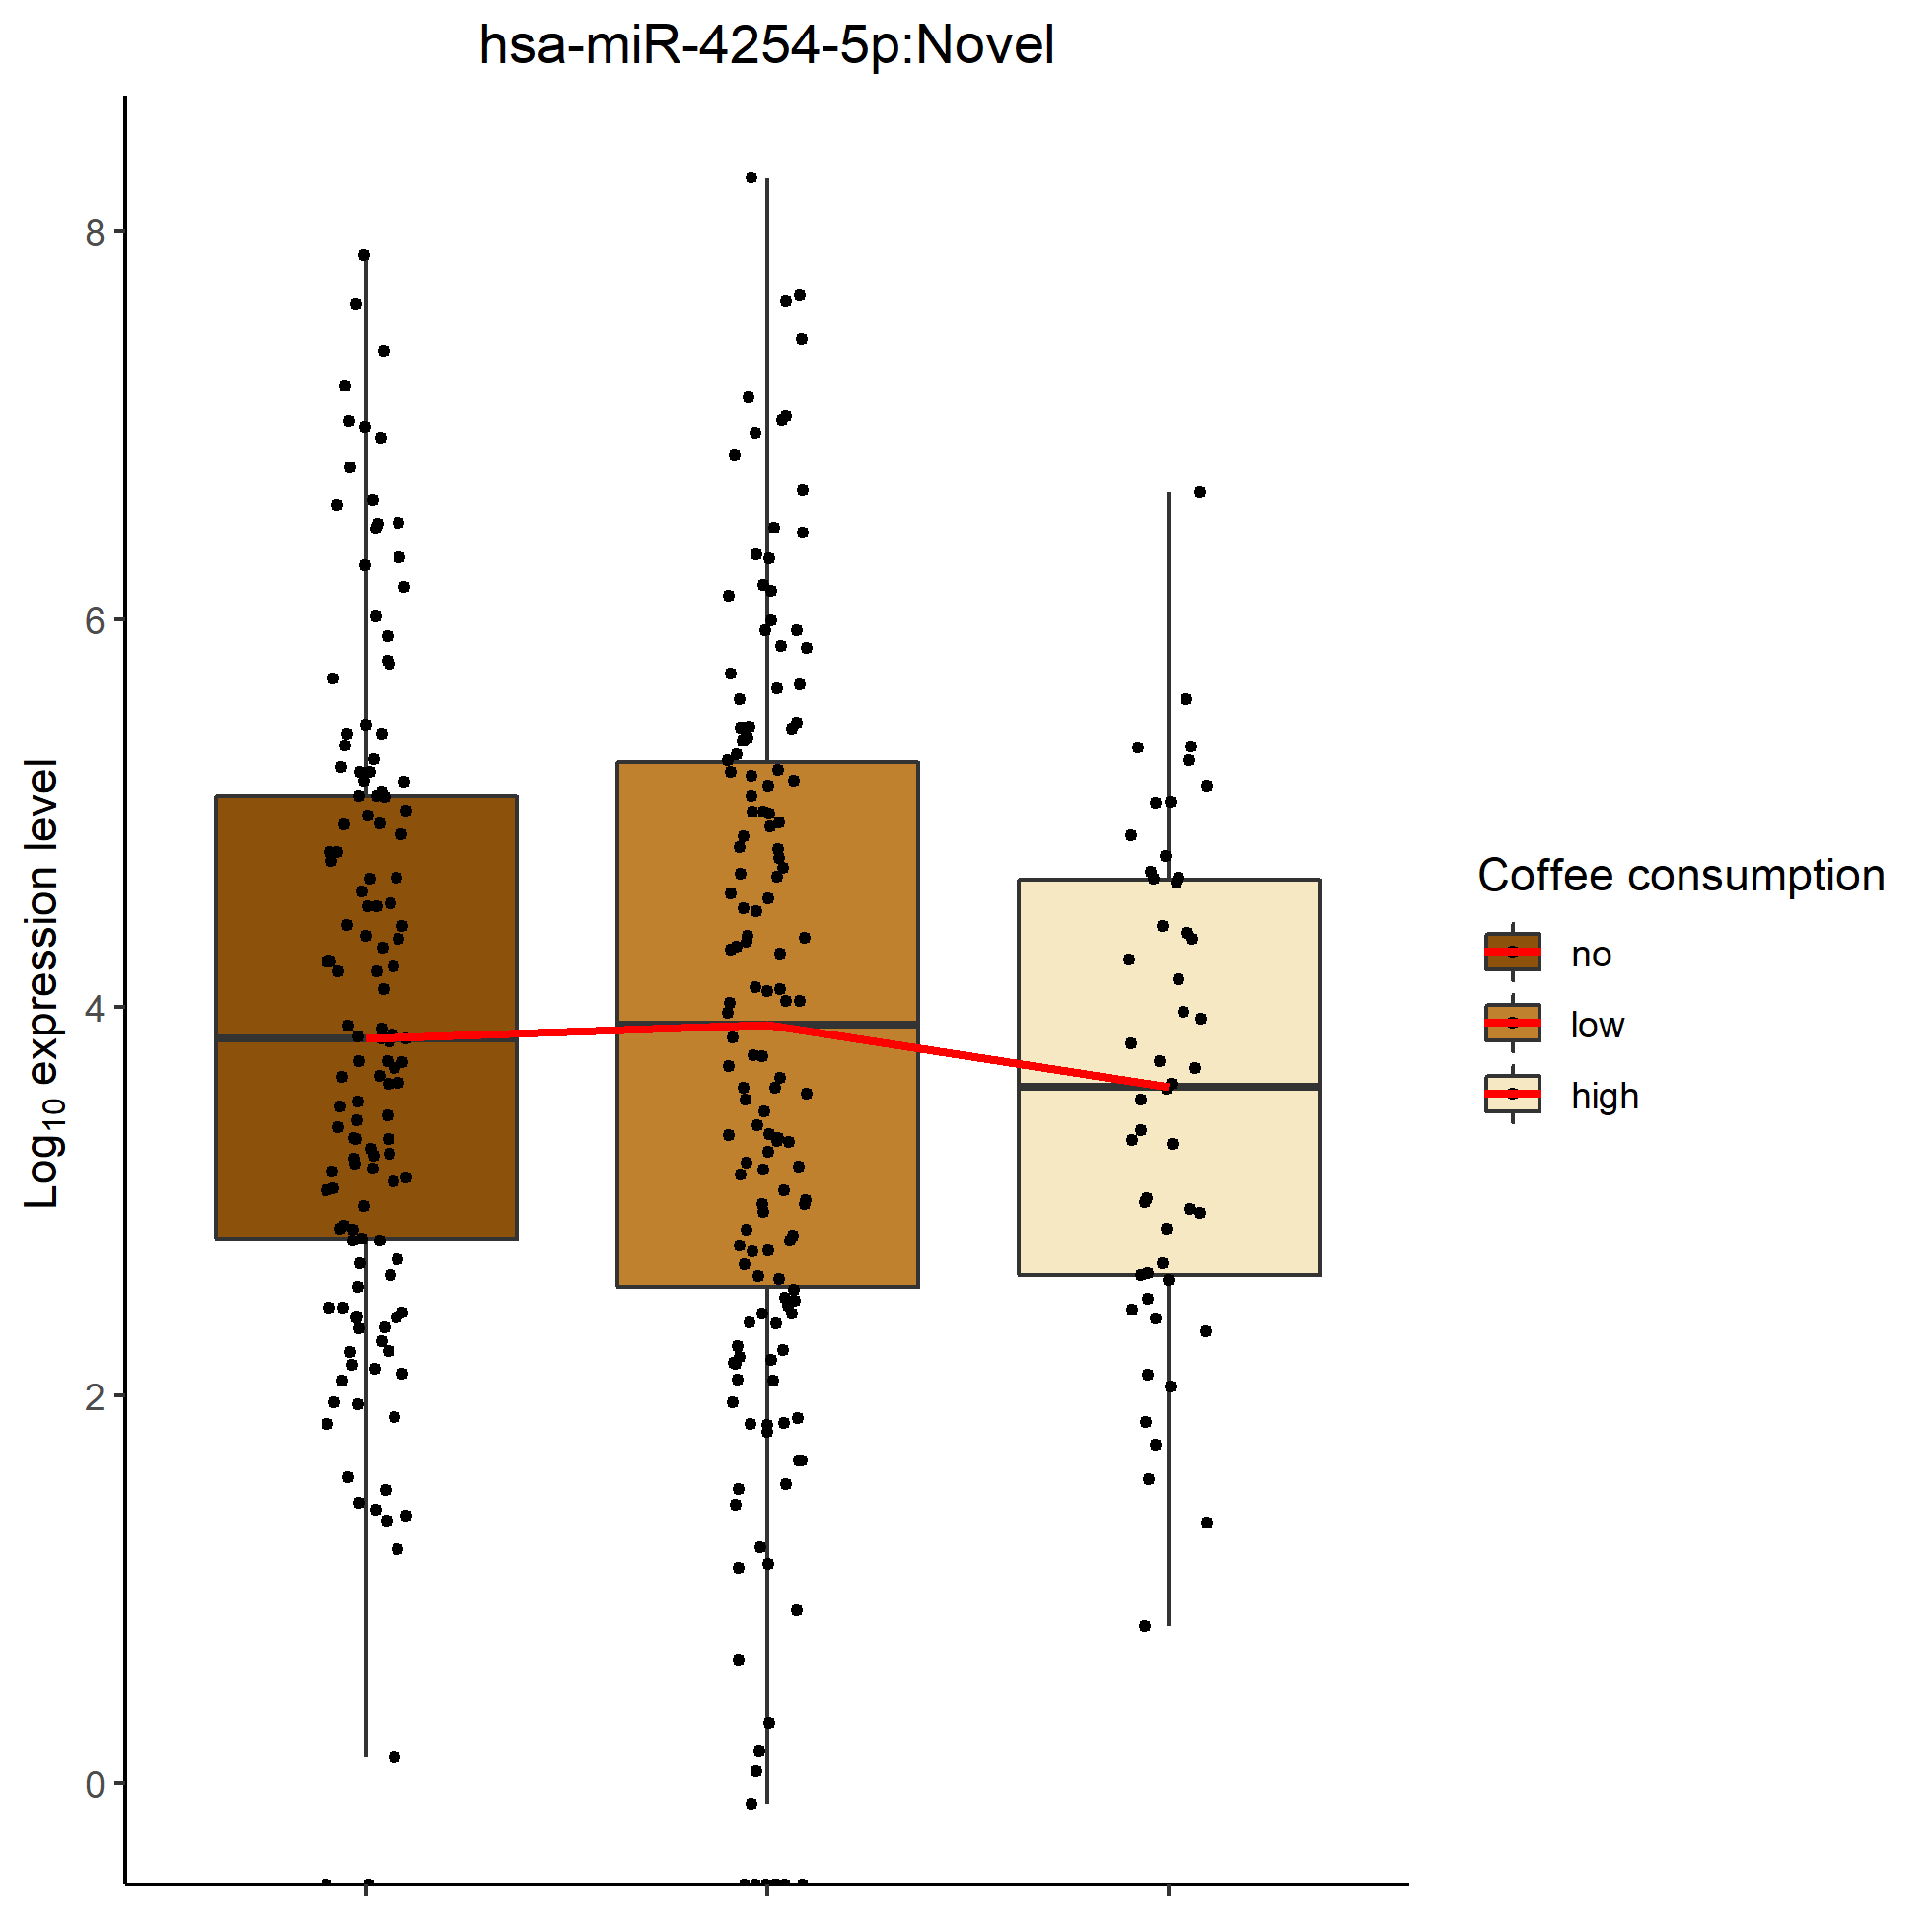 hsa-miR-4254-5p:Novel
8
6
4
2
0
Log10 expression level
Coffee consumption
no
low
high